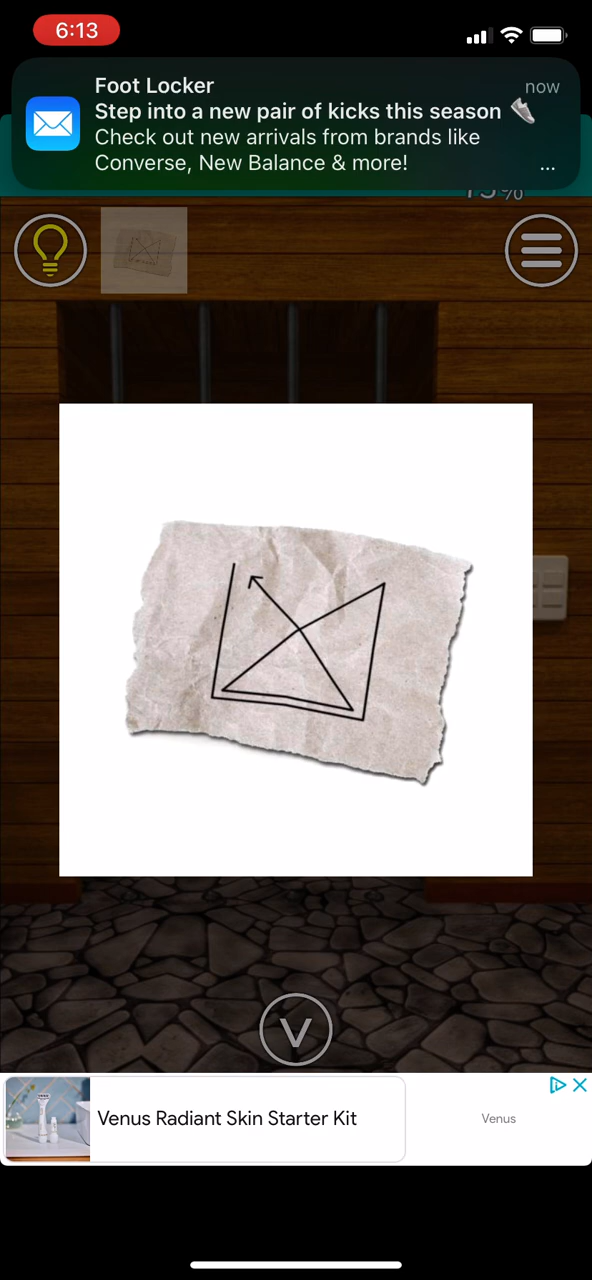 6:13
Foot Locker
now
Step into a new pair of kicks this season
Check out new arrivals from brands like
Converse, New Balance & more!
...
75%
Venus Radiant Skin Starter Kit
Venus